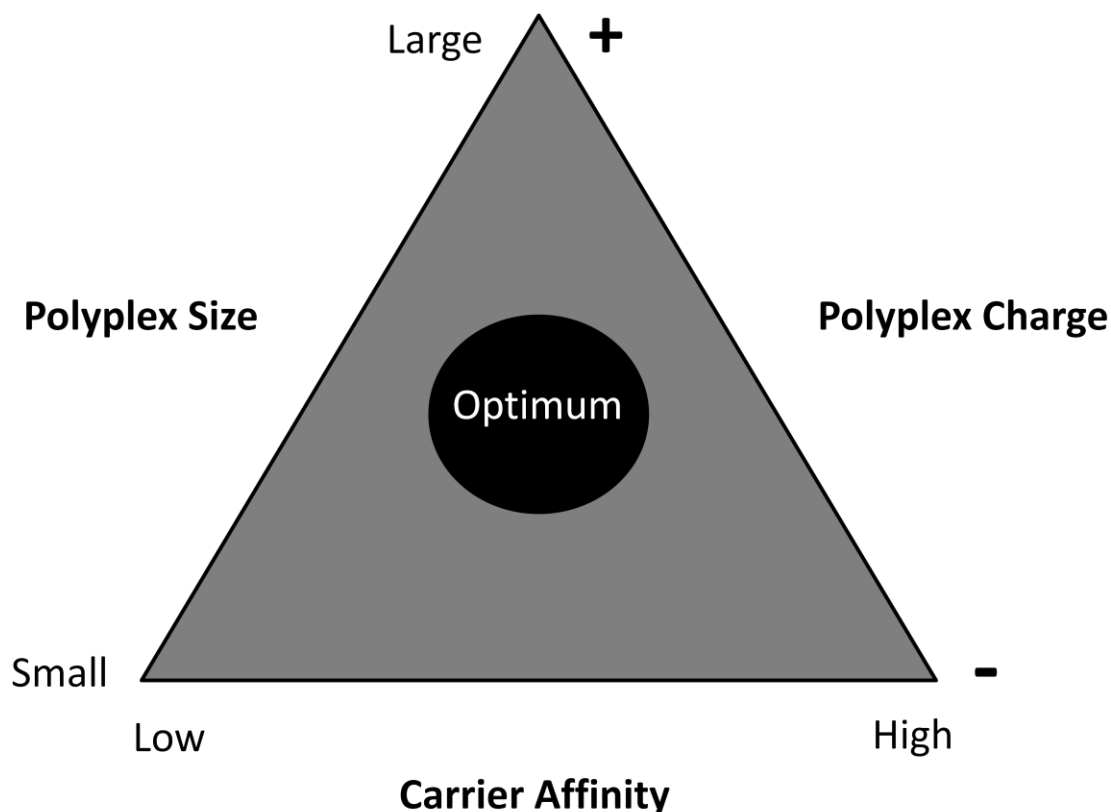 Large +
Polyplex Size Polyplex Charge
Optimum
Small -
Low High
Carrier Affinity